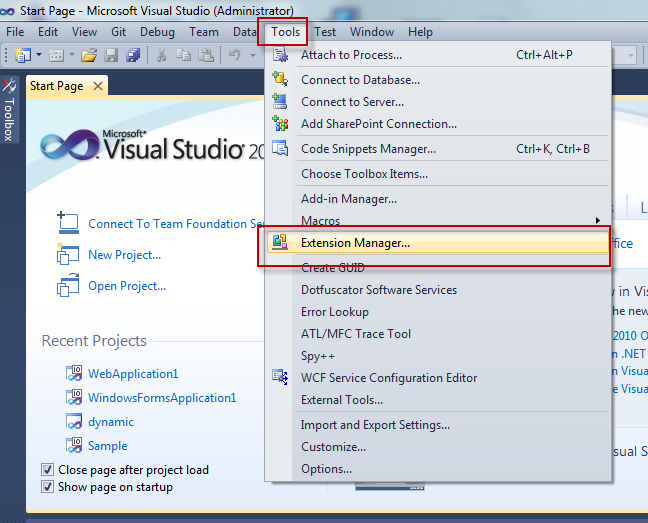 Start Page - Microsoft Visual Studio (Administrator)
File Edit View Git Debug Team Data Tools Test Window Help
Attach to Process... Ctrl+Alt+P
Connect to Database...
Connect to Server...
Add SharePoint Connection...
Code Snippets Manager... Ctrl+K, Ctrl+B
Choose Toolbox Items...
Add-in Manager...
Macros
Extension Manager...
Create GUID
Dotfuscator Software Services
Error Lookup
ATL/MFC Trace Tool
Spy++
WCF Service Configuration Editor
External Tools...
Import and Export Settings...
Customize...
Options...
Toolbox
Start Page
Microsoft®
Visual Studio® 20
Connect To Team Foundation Se
New Project...
Open Project...
Recent Projects
WebApplication1
WindowsFormsApplication1
dynamic
Sample
Close page after project load
Show page on startup
L
ffice
in Vis
the new
2010 O
.NET
Visu
Visua
sual S